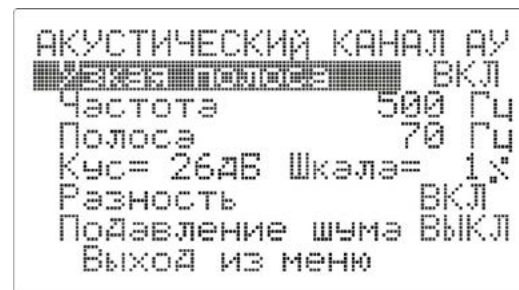 АКУСТИЧЕСКИЙ КАНАЛ АУ
Узкая полоса ВКЛ
Частота 500 Гц
Полоса 70 Гц
Кус= 26дБ Шкала= 1%
Разность ВКЛ
Подавление шума ВЫКЛ
Выход из меню